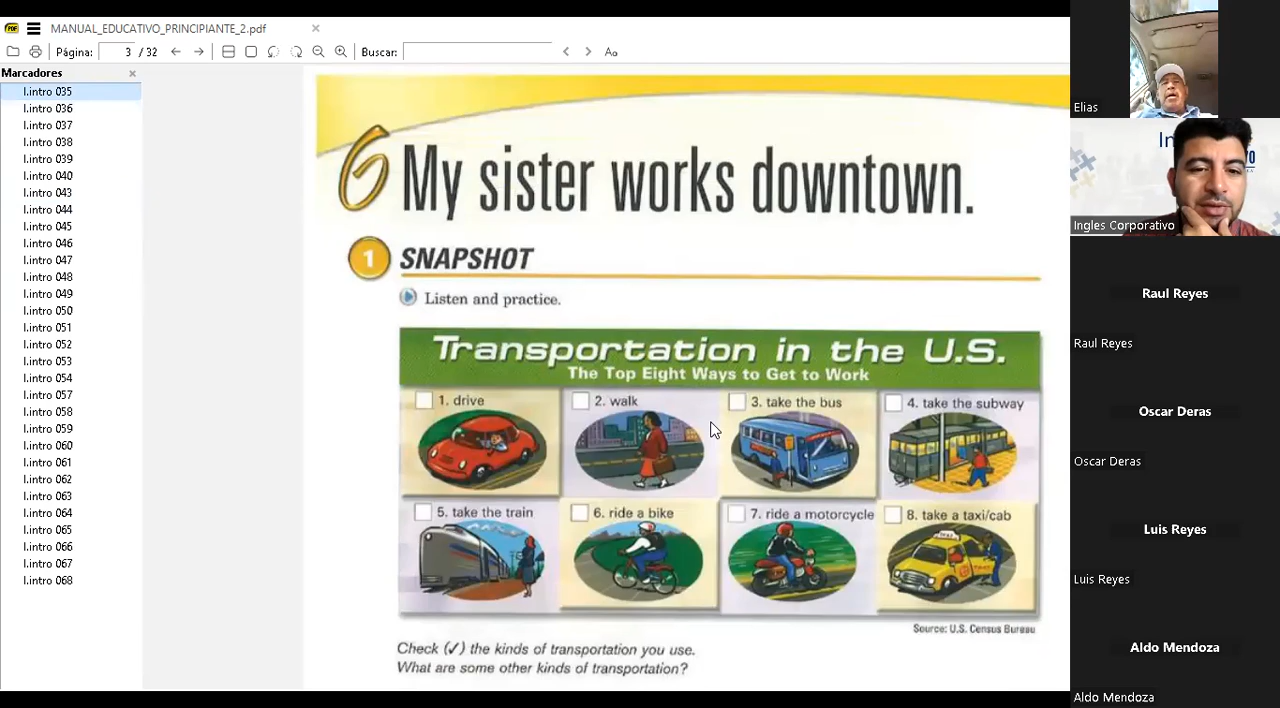 MANUAL_EDUCATIVO_PRINCIPIANTE_2.pdf
Página: 3 / 32
Buscar:
Aa
Marcadores
I.intro 035
I.intro 036
I.intro 037
I.intro 038
I.intro 039
I.intro 040
I.intro 043
I.intro 044
I.intro 045
I.intro 046
I.intro 047
I.intro 048
I.intro 049
I.intro 050
I.intro 051
I.intro 052
I.intro 053
I.intro 054
I.intro 057
I.intro 058
I.intro 059
I.intro 060
I.intro 061
I.intro 062
I.intro 063
I.intro 064
I.intro 065
I.intro 066
I.intro 067
I.intro 068
6 My sister works downtown.
1 SNAPSHOT
Listen and practice.
Transportation in the U.S.
The Top Eight Ways to Get to Work
1. drive
2. walk
3. take the bus
4. take the subway
5. take the train
6. ride a bike
7. ride a motorcycle
8. take a taxi/cab
Source: U.S. Census Bureau
Check (✓) the kinds of transportation you use.
What are some other kinds of transportation?
Elias
Ingles Corporativo
Raul Reyes
Raul Reyes
Oscar Deras
Oscar Deras
Luis Reyes
Luis Reyes
Aldo Mendoza
Aldo Mendoza